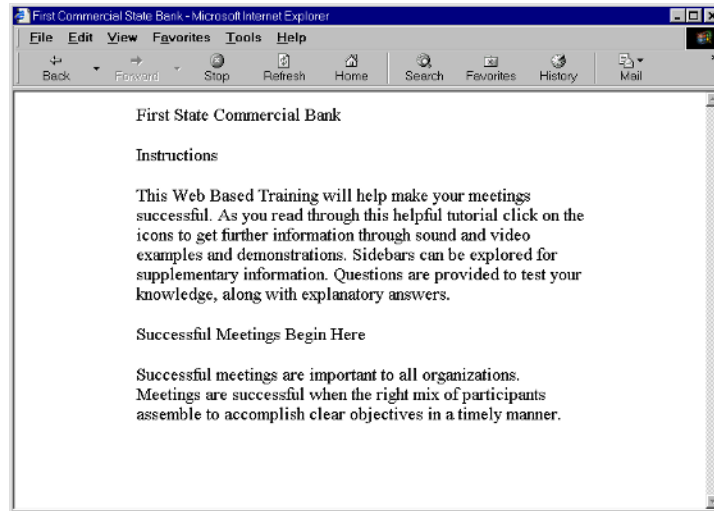 First Commercial State Bank - Microsoft Internet Explorer
File Edit View Favorites Tools Help
Back Forward Stop Refresh Home Search Favorites History Mail
First State Commercial Bank
Instructions
This Web Based Training will help make your meetings
successful. As you read through this helpful tutorial click on the
icons to get further information through sound and video
examples and demonstrations. Sidebars can be explored for
supplementary information. Questions are provided to test your
knowledge, along with explanatory answers.
Successful Meetings Begin Here
Successful meetings are important to all organizations.
Meetings are successful when the right mix of participants
assemble to accomplish clear objectives in a timely manner.